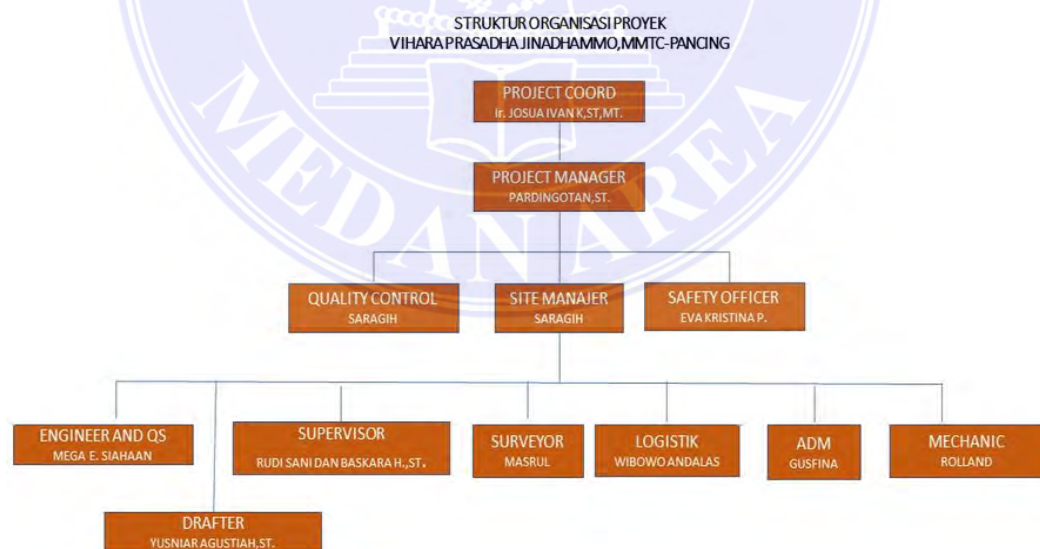 STRUKTUR ORGANISASI PROYEK
VIHARA PRASADHA JINADHAMMO,MMTC-PANCING
PROJECT COORD
Ir. JOSUA IVAN K,ST,MT.
PROJECT MANAGER
PARDINGOTAN,ST.
QUALITY CONTROL
SARAGIH
SITE MANAJER
SARAGIH
SAFETY OFFICER
EVA KRISTINA P.
ENGINEER AND QS
MEGA E. SIAHAAN
SUPERVISOR
RUDI SANI DAN BASKARA H.,ST.
SURVEYOR
MASRUL
LOGISTIK
WIBOWO ANDALAS
ADM
GUSFINA
MECHANIC
ROLLAND
DRAFTER
YUSNIAR AGUSTIAH,ST.
MEDAN AREA